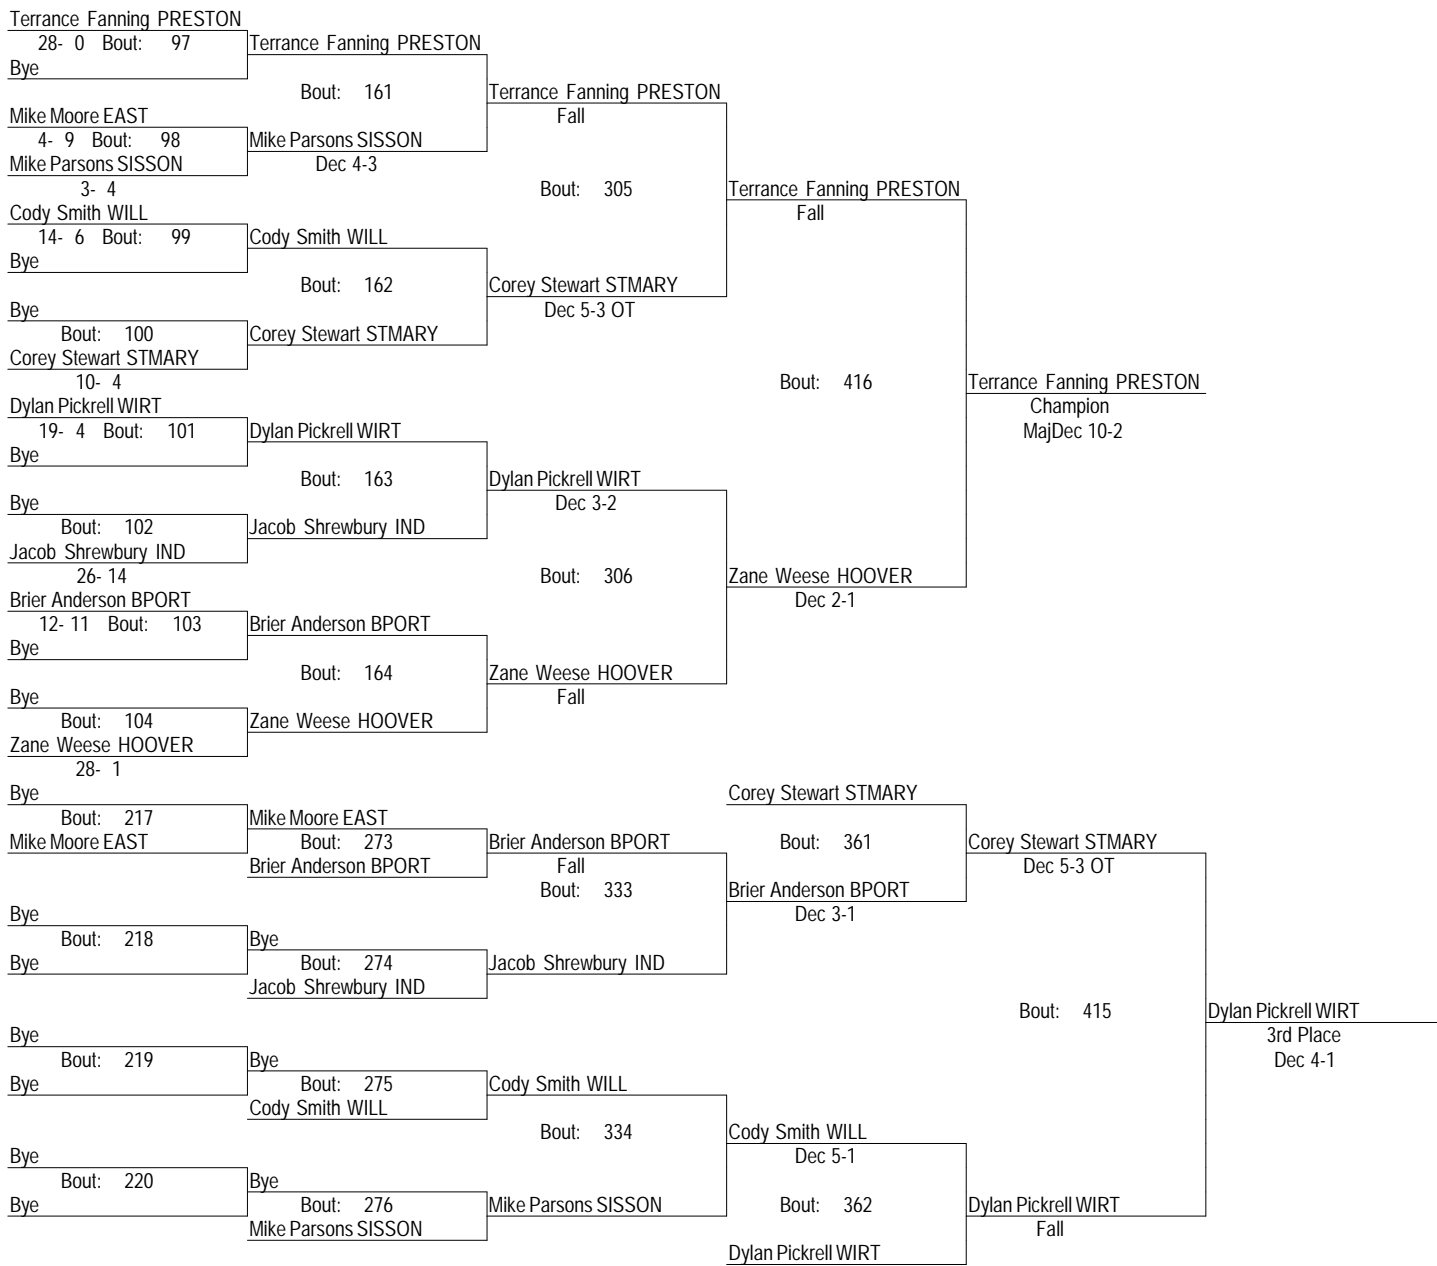 Terrance Fanning PRESTON
28- 0 Bout: 97
Bye
Mike Moore EAST
4- 9 Bout: 98
Mike Parsons SISSON
3- 4
Cody Smith WILL
14- 6 Bout: 99
Bye
Bye
Bout: 100
Corey Stewart STMARY
10- 4
Dylan Pickrell WIRT
19- 4 Bout: 101
Bye
Bye
Bout: 102
Jacob Shrewbury IND
26- 14
Brier Anderson BPORT
12- 11 Bout: 103
Bye
Bye
Bout: 104
Zane Weese HOOVER
28- 1
Terrance Fanning PRESTON
Bout: 161
Mike Parsons SISSON
Dec 4-3
Cody Smith WILL
Bout: 162
Corey Stewart STMARY
Dylan Pickrell WIRT
Bout: 163
Jacob Shrewbury IND
Brier Anderson BPORT
Bout: 164
Zane Weese HOOVER
Terrance Fanning PRESTON
Fall
Bout: 305
Corey Stewart STMARY
Dec 5-3 OT
Dylan Pickrell WIRT
Dec 3-2
Bout: 306
Zane Weese HOOVER
Fall
Terrance Fanning PRESTON
Fall
Bout: 416
Zane Weese HOOVER
Dec 2-1
Terrance Fanning PRESTON
Champion
MajDec 10-2
Bye
Bout: 217
Mike Moore EAST
Bye
Bout: 218
Bye
Bye
Bout: 219
Bye
Bye
Bout: 220
Bye
Mike Moore EAST
Bout: 273
Brier Anderson BPORT
Bye
Bout: 274
Jacob Shrewbury IND
Bye
Bout: 275
Cody Smith WILL
Bye
Bout: 276
Mike Parsons SISSON
Brier Anderson BPORT
Fall
Bout: 333
Jacob Shrewbury IND
Cody Smith WILL
Bout: 334
Mike Parsons SISSON
Corey Stewart STMARY
Bout: 361
Brier Anderson BPORT
Dec 3-1
Cody Smith WILL
Dec 5-1
Bout: 362
Dylan Pickrell WIRT
Corey Stewart STMARY
Dec 5-3 OT
Bout: 415
Dylan Pickrell WIRT
Fall
Dylan Pickrell WIRT
3rd Place
Dec 4-1